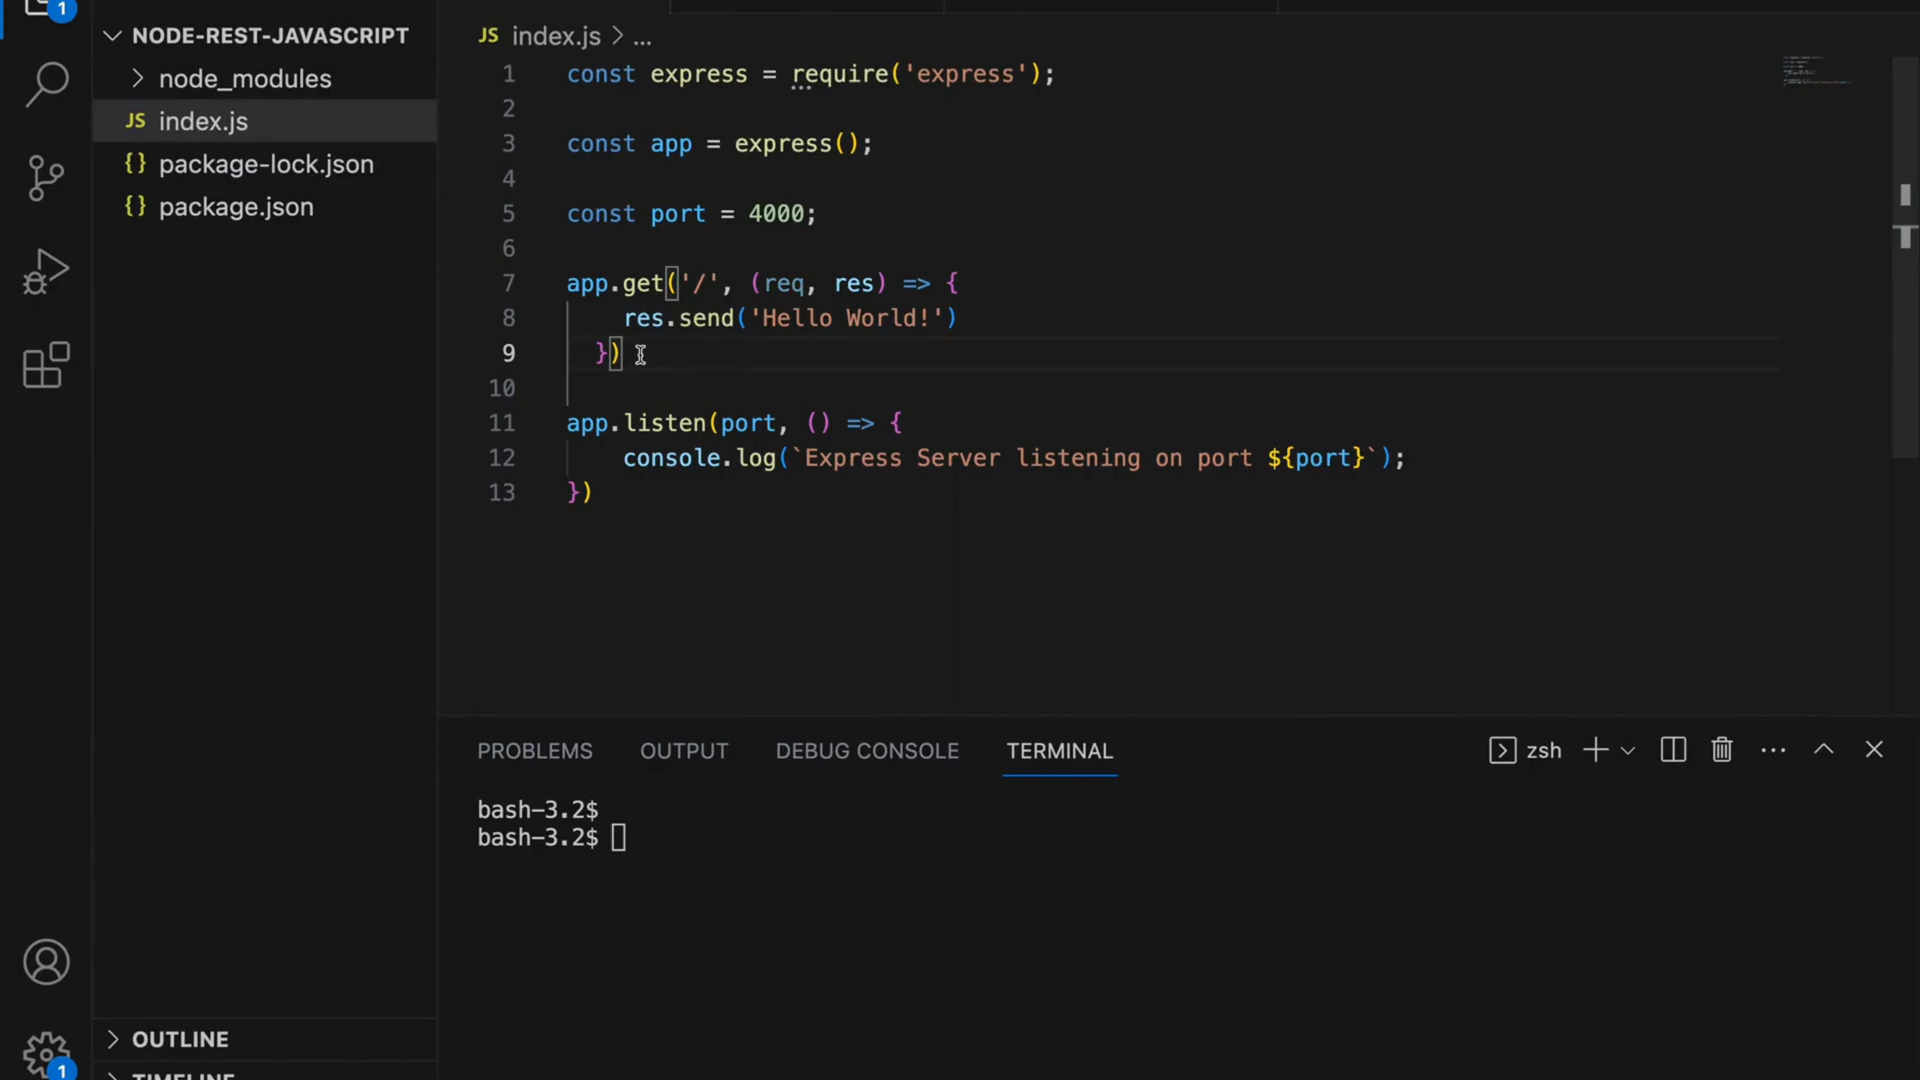 1
NODE-REST-JAVASCRIPT
node_modules
JS index.js
{} package-lock.json
{} package.json
OUTLINE
TIMELINE
1
JS index.js > ...
1 const express = require('express');
2
3 const app = express();
4
5 const port = 4000;
6
7 app.get('/', (req, res) => {
8 res.send('Hello World!')
9 })
10
11 app.listen(port, () => {
12 console.log(`Express Server listening on port ${port}`);
13 })
PROBLEMS OUTPUT DEBUG CONSOLE TERMINAL zsh
bash-3.2$
bash-3.2$